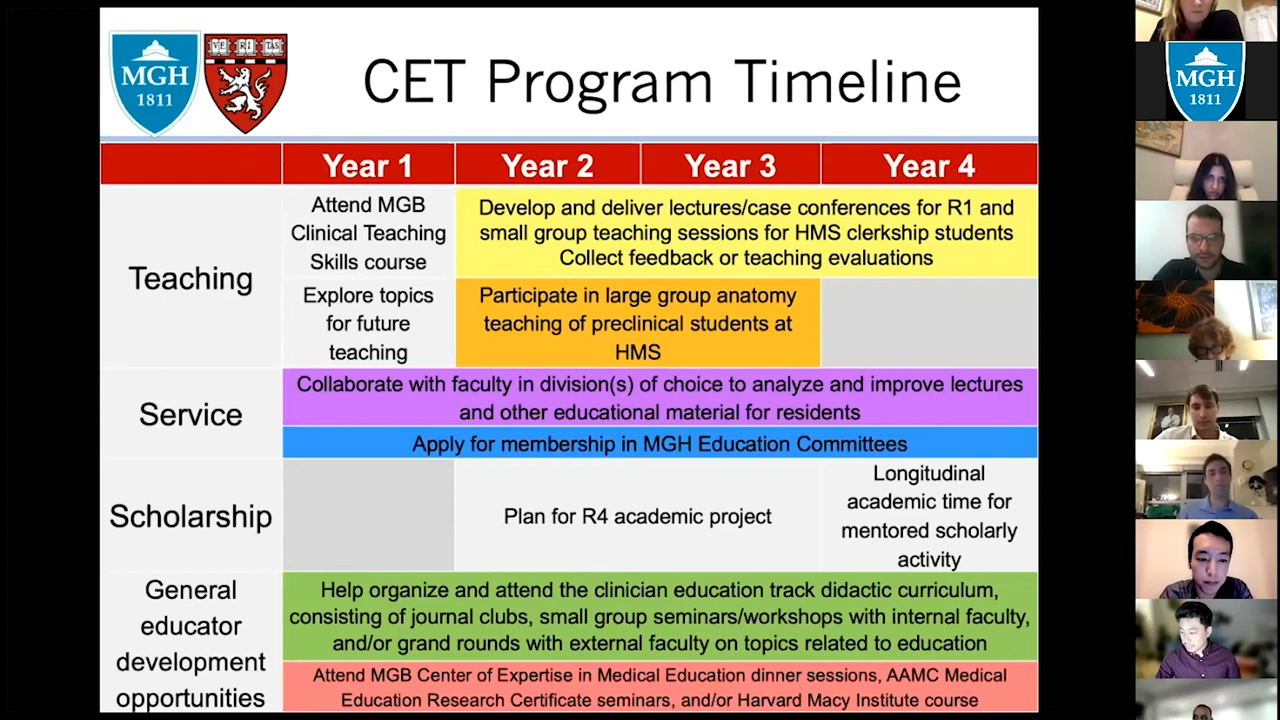 MGH
1811
VE RI TAS
CET Program Timeline
MGH
1811
Year 1
Year 2
Year 3
Year 4
Teaching
Attend MGB
Clinical Teaching
Skills course
Develop and deliver lectures/case conferences for R1 and
small group teaching sessions for HMS clerkship students
Collect feedback or teaching evaluations
Explore topics
for future
teaching
Participate in large group anatomy
teaching of preclinical students at
HMS
Service
Collaborate with faculty in division(s) of choice to analyze and improve lectures
and other educational material for residents
Apply for membership in MGH Education Committees
Scholarship
Plan for R4 academic project
Longitudinal
academic time for
mentored scholarly
activity
General
educator
development
opportunities
Help organize and attend the clinician education track didactic curriculum,
consisting of journal clubs, small group seminars/workshops with internal faculty,
and/or grand rounds with external faculty on topics related to education
Attend MGB Center of Expertise in Medical Education dinner sessions, AAMC Medical
Education Research Certificate seminars, and/or Harvard Macy Institute course